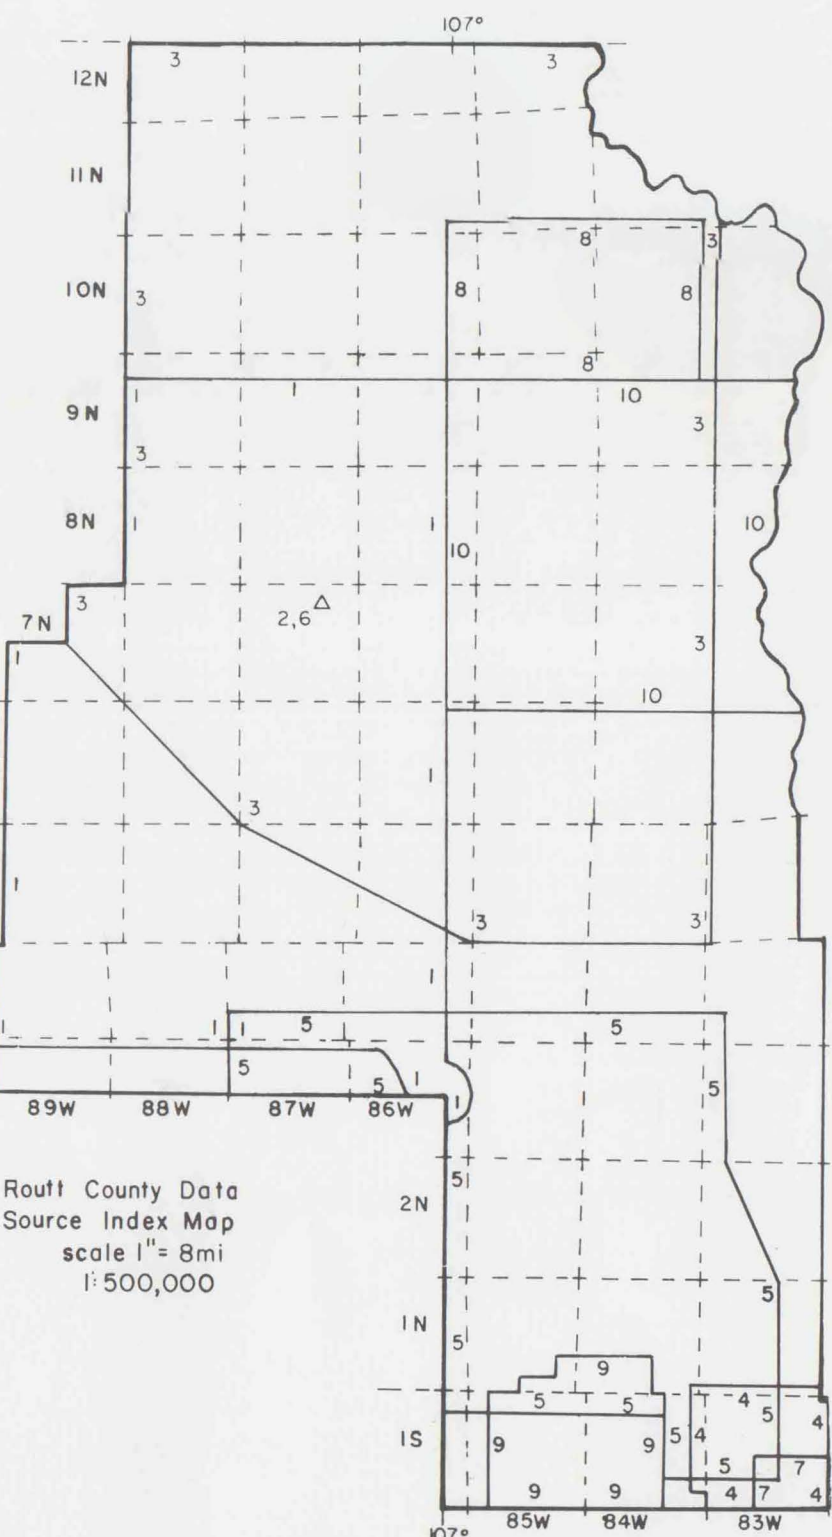 107°
3 3
12N
11N
8 3
10N 3 8 8
8
1 10
1
9N 3
3
8N 1 1 10 10
3
2,6
7N
1
3
10
1
3
1
3 3
1
1 1 1 5 5
5 5 1 5
1
89W 88W 87W 86W
5
Routt County Data
Source Index Map
scale 1"= 8mi
1:500,000
2N
5
1N 5
9
4
5 5 5 4
1S 9 9 5 4
5 7
9 9 4 7 4
85W 84W 83W
107°